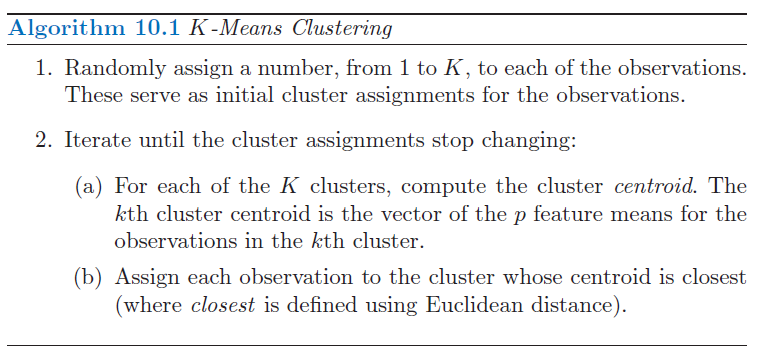 Algorithm 10.1 K-Means Clustering
1. Randomly assign a number, from 1 to K, to each of the observations.
These serve as initial cluster assignments for the observations.
2. Iterate until the cluster assignments stop changing:
(a) For each of the K clusters, compute the cluster centroid. The
kth cluster centroid is the vector of the p feature means for the
observations in the kth cluster.
(b) Assign each observation to the cluster whose centroid is closest
(where closest is defined using Euclidean distance).